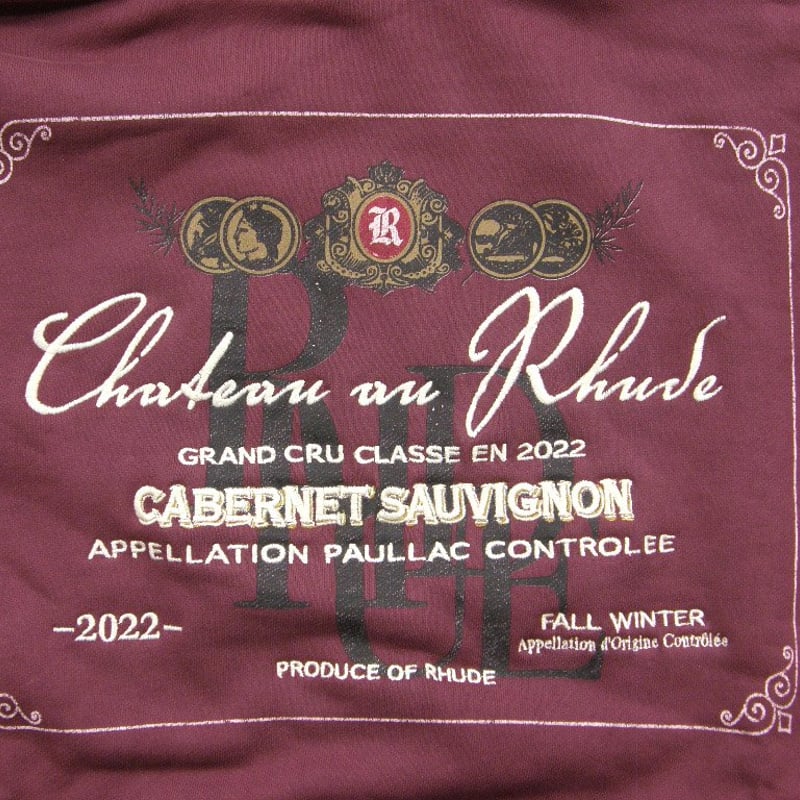 R
Chateau au Rhude
GRAND CRU CLASSE EN 2022
CABERNET SAUVIGNON
APPELLATION PAULLAC CONTROLEE
-2022-
FALL WINTER
Appellation d'Origine Contrôlée
PRODUCE OF RHUDE